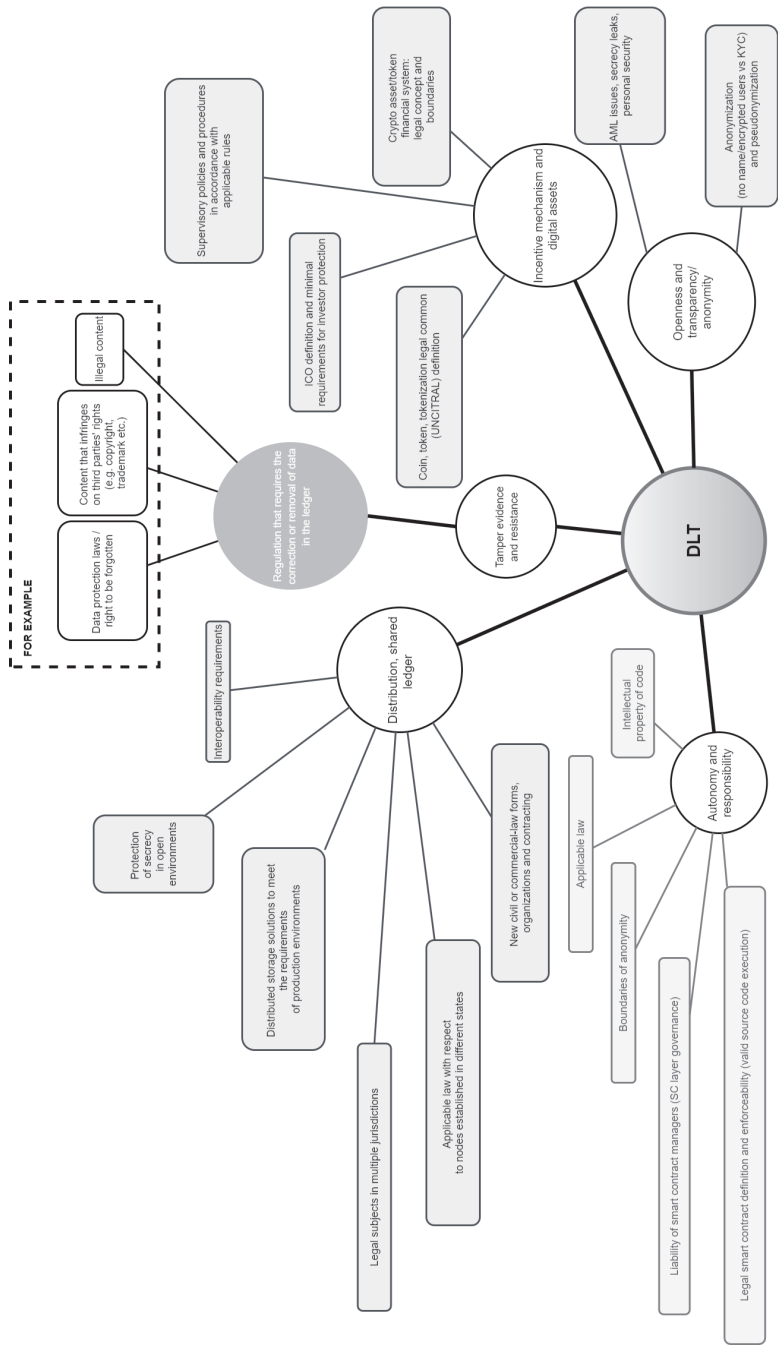 FOR EXAMPLE
Data protection laws /
right to be forgotten
Content that infringes
on third parties' rights
(e.g. copyright,
trademark etc.)
Illegal content
Regulation that requires the
correction or removal of data
in the ledger
Supervisory policies and procedures
in accordance with
applicable rules
Crypto asset/token
financial system:
legal concept and
boundaries
ICO definition and minimal
requirements for investor protection
Coin, token, tokenization legal common
(UNCITRAL) definition
Incentive mechanism and
digital assets
AML issues, secrecy leaks,
personal security
Anonymization
(no name/encrypted users vs KYC)
and pseudonymization
Openness and
transparency/
anonymity
Tamper evidence
and resistance
DLT
Distribution, shared
ledger
Interoperability requirements
Protection
of secrecy
in open
environments
Distributed storage solutions to meet
the requirements
of production environments
Legal subjects in multiple jurisdictions
Applicable law with respect
to nodes established in different states
New civil or commercial-law forms,
organizations and contracting
Autonomy and
responsibility
Intellectual
property of code
Applicable law
Boundaries of anonymity
Liability of smart contract managers (SC layer governance)
Legal smart contract definition and enforceability (valid source code execution)